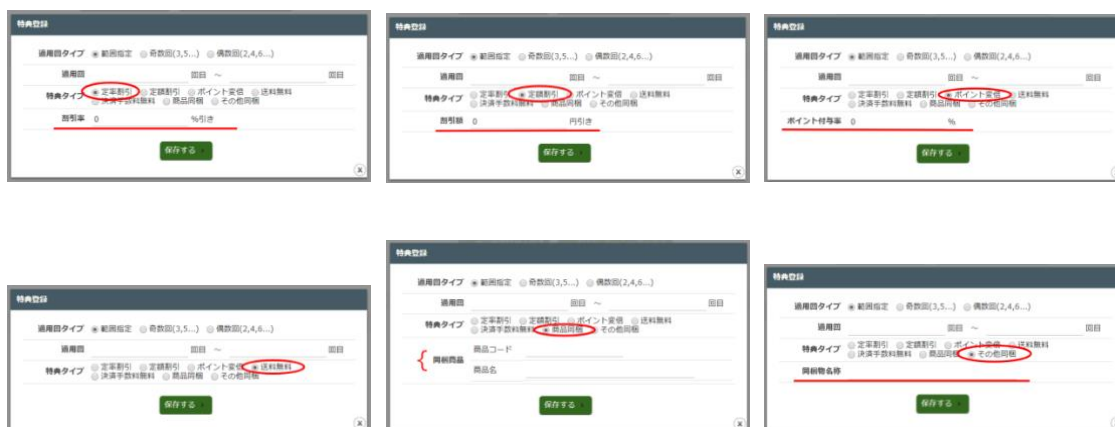 特典登録
適用回タイプ 範囲指定 奇数回(3,5...) 偶数回(2,4,6...)
適用回 回目 ～ 回目
特典タイプ 定率割引 定額割引 ポイント変倍 送料無料
決済手数料無料 商品同梱 その他同梱
割引率 0 %引き
保存する
x
特典登録
適用回タイプ 範囲指定 奇数回(3,5...) 偶数回(2,4,6...)
適用回 回目 ～ 回目
特典タイプ 定率割引 定額割引 ポイント変倍 送料無料
決済手数料無料 商品同梱 その他同梱
割引額 0 円引き
保存する
x
特典登録
適用回タイプ 範囲指定 奇数回(3,5...) 偶数回(2,4,6...)
適用回 回目 ～ 回目
特典タイプ 定率割引 定額割引 ポイント変倍 送料無料
決済手数料無料 商品同梱 その他同梱
ポイント付与率 0 %
保存する
特典登録
適用回タイプ 範囲指定 奇数回(3,5...) 偶数回(2,4,6...)
適用回 回目 ～ 回目
特典タイプ 定率割引 定額割引 ポイント変倍 送料無料
決済手数料無料 商品同梱 その他同梱
保存する
x
特典登録
適用回タイプ 範囲指定 奇数回(3,5...) 偶数回(2,4,6...)
適用回 回目 ～ 回目
特典タイプ 定率割引 定額割引 ポイント変倍 送料無料
決済手数料無料 商品同梱 その他同梱
同梱商品 商品コード
商品名
保存する
x
特典登録
適用回タイプ 範囲指定 奇数回(3,5...) 偶数回(2,4,6...)
適用回 回目 ～ 回目
特典タイプ 定率割引 定額割引 ポイント変倍 送料無料
決済手数料無料 商品同梱 その他同梱
同梱物名称
保存する